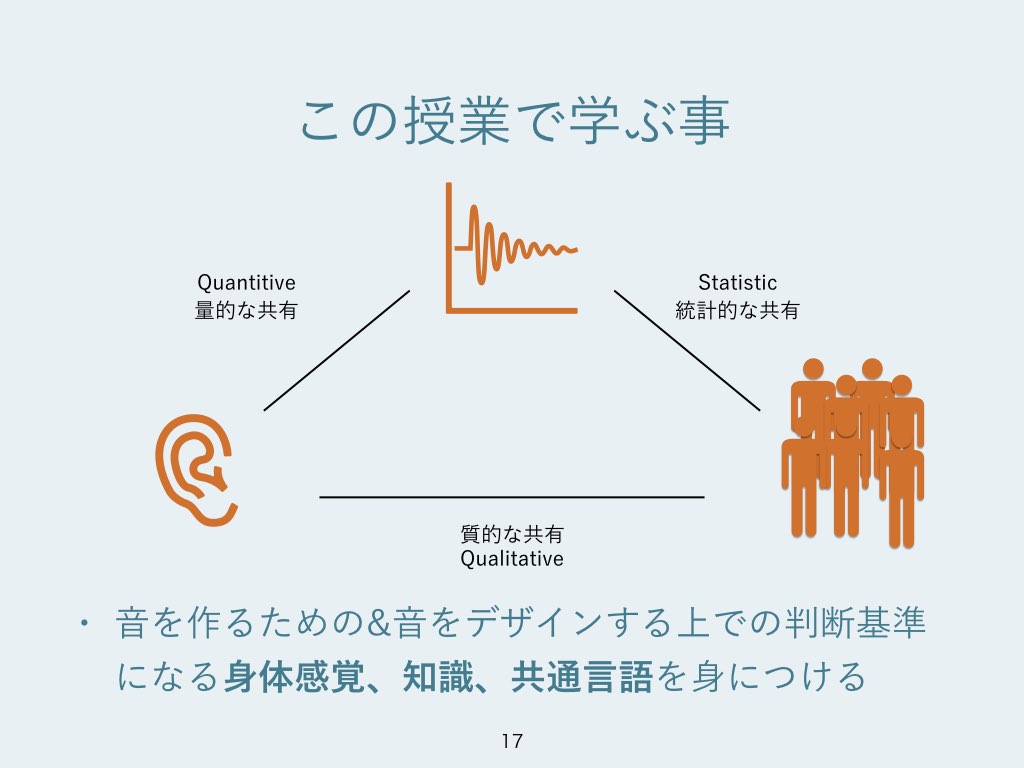 この授業で学ぶ事
Quantitive
量的な共有
Statistic
統計的な共有
質的な共有
Qualitative
・ 音を作るための&音をデザインする上での判断基準
になる身体感覚、知識、共通言語を身につける
17